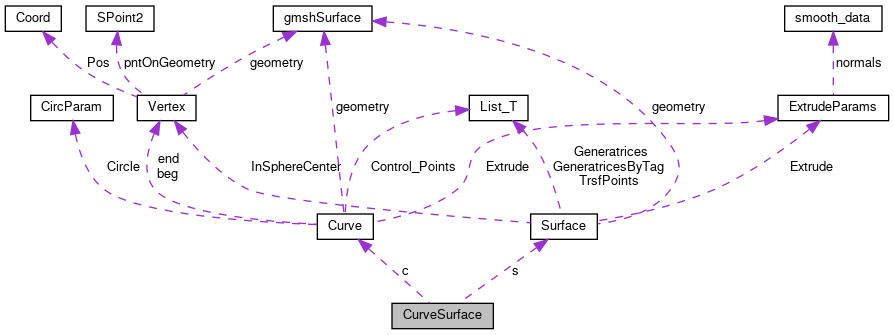 Coord
SPoint2
gmshSurface
smooth_data
Pos
pntOnGeometry
geometry
normals
CircParam
Vertex
List_T
ExtrudeParams
geometry
geometry
Circle
end
beg
InSphereCenter
Control_Points
Extrude
Generatrices
GeneratricesByTag
TrsfPoints
Extrude
Curve
Surface
c
s
CurveSurface